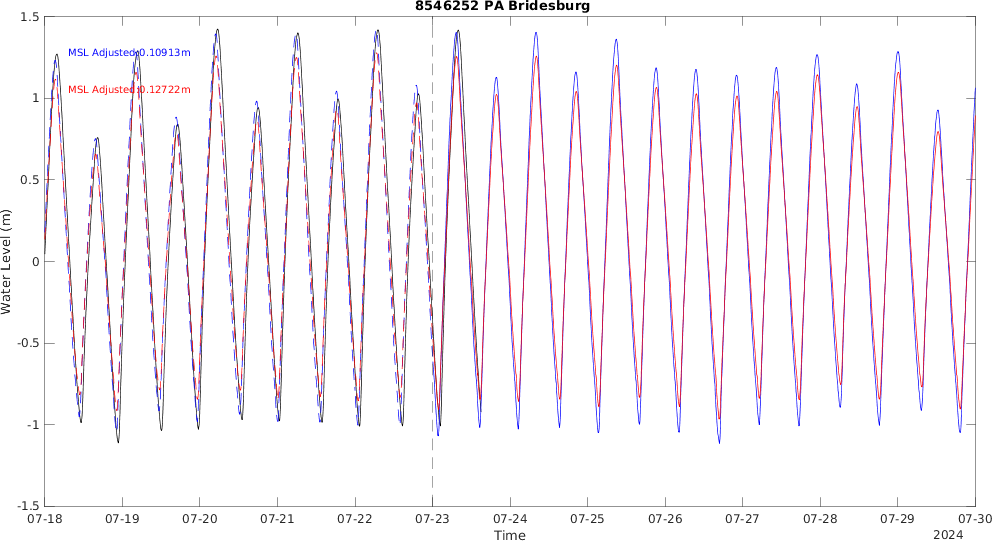 8546252 PA Bridesburg
MSL Adjusted:0.10913m
MSL Adjusted:0.12722m
Water Level (m)
1.5
1
0.5
0
-0.5
-1
-1.5
07-18 07-19 07-20 07-21 07-22 07-23 07-24 07-25 07-26 07-27 07-28 07-29 07-30
Time
2024